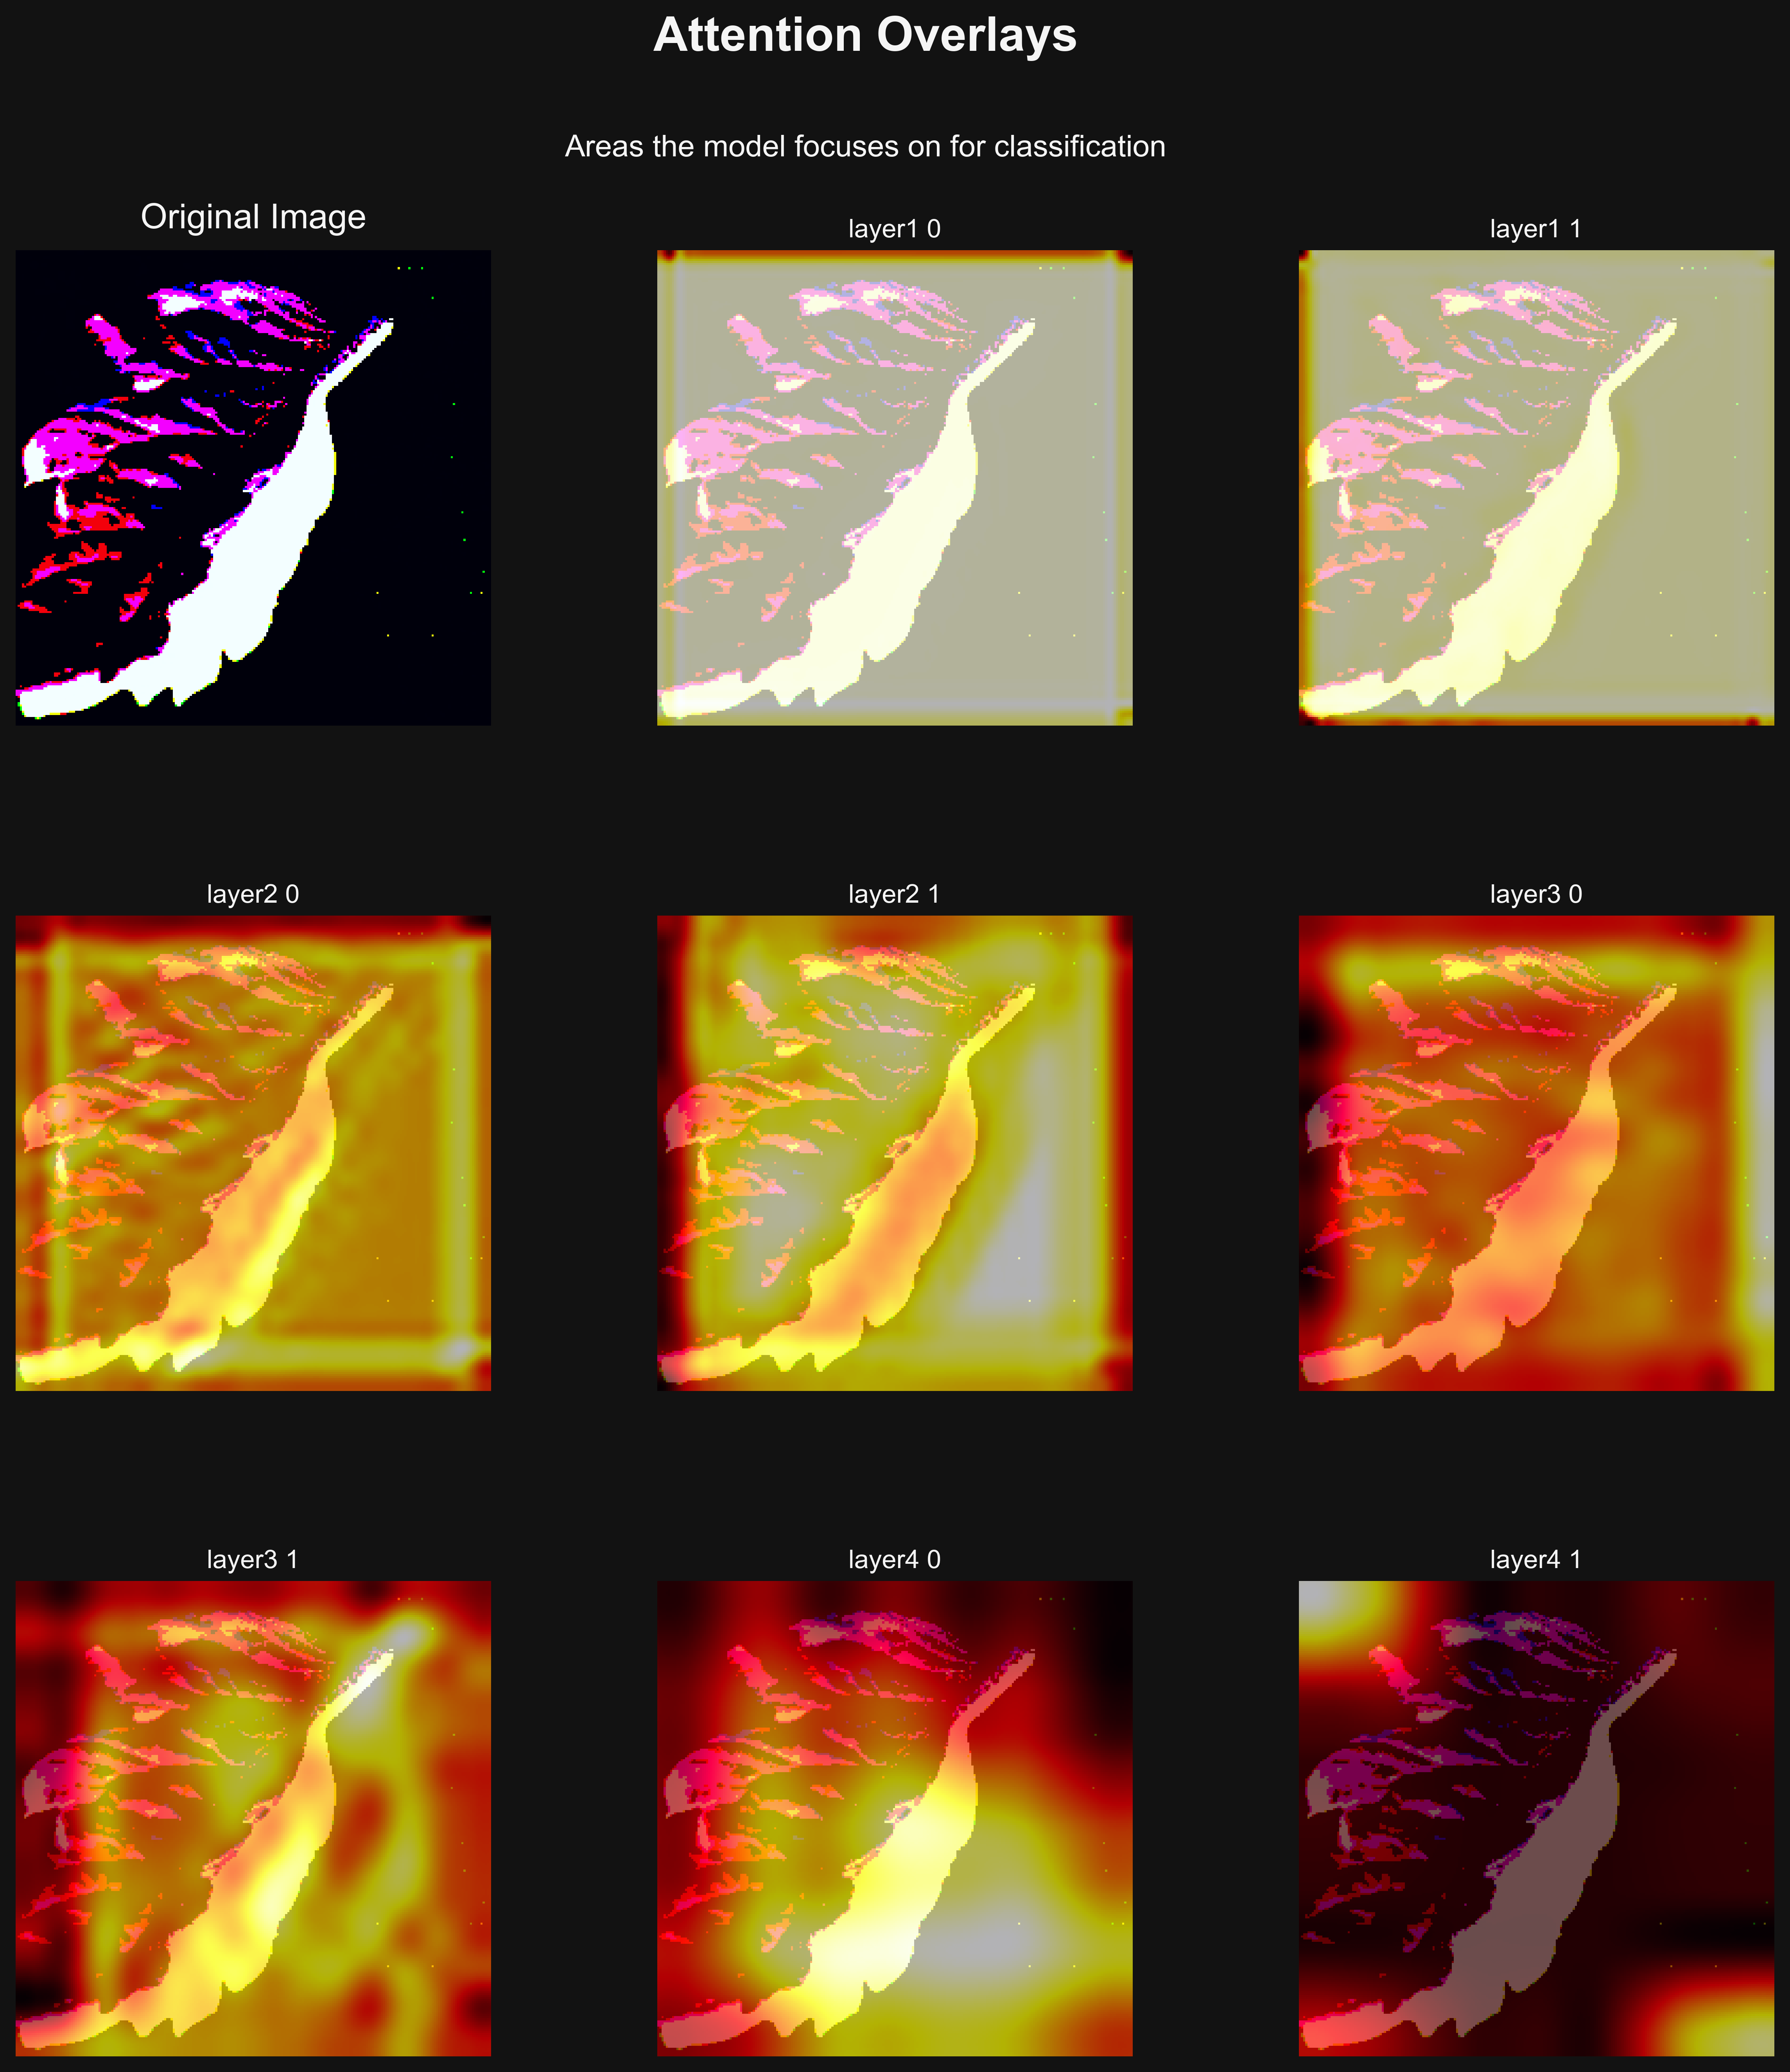 Attention Overlays
Areas the model focuses on for classification
Original Image
layer1 0
layer1 1
layer2 0
layer2 1
layer3 0
layer3 1
layer4 0
layer4 1